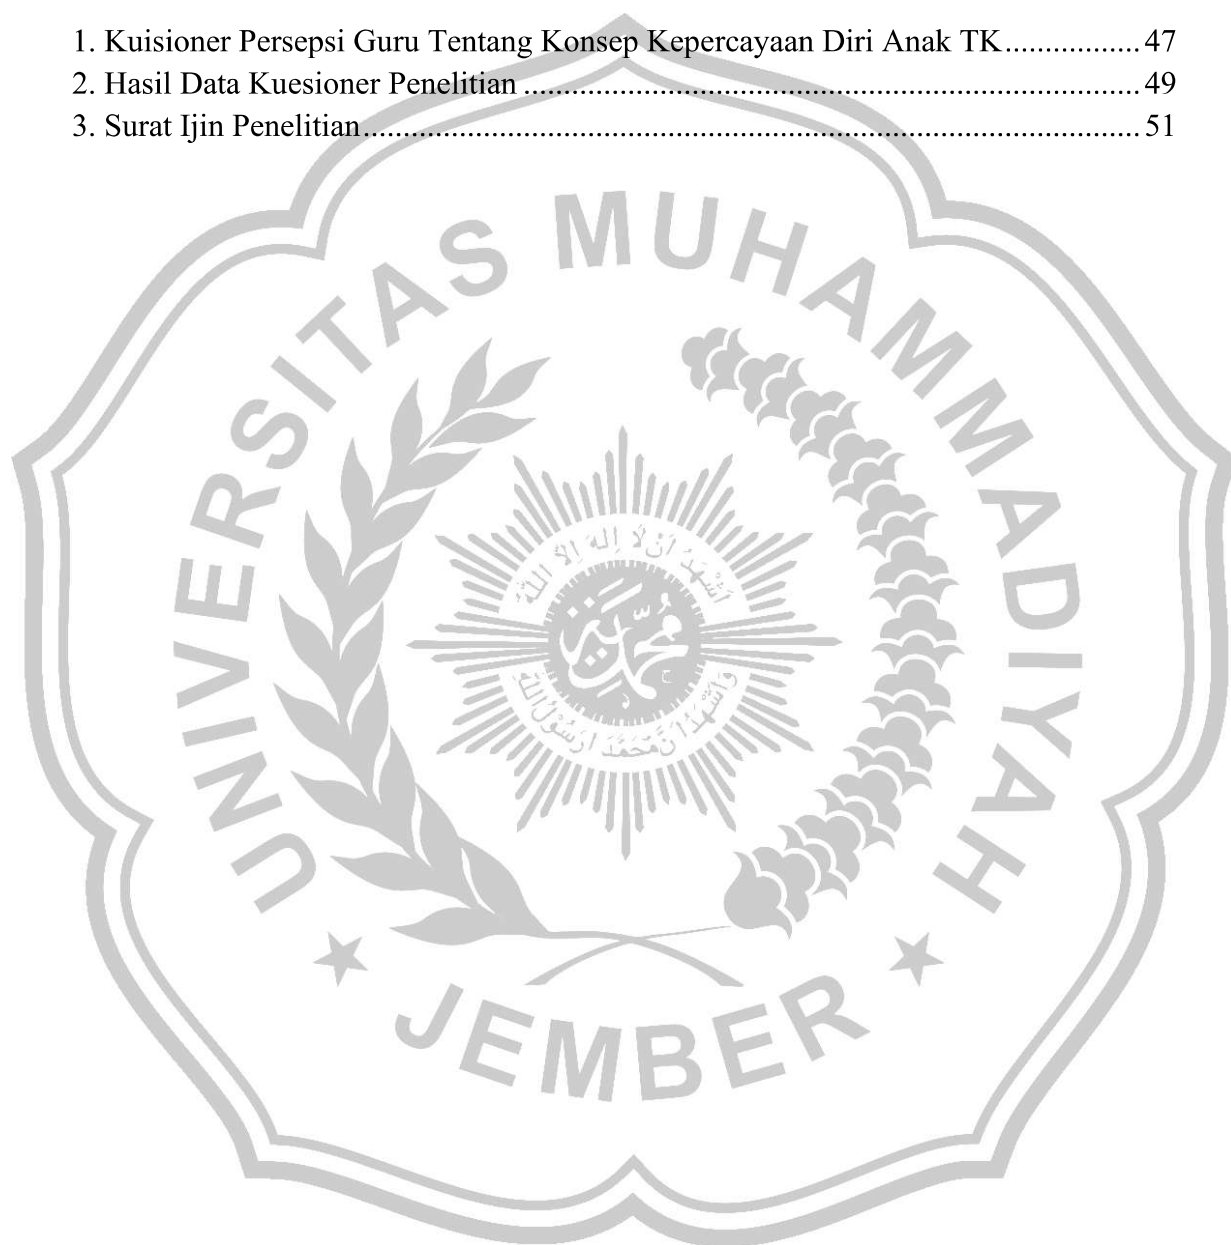 1. Kuisioner Persepsi Guru Tentang Konsep Kepercayaan Diri Anak TK................. 47
2. Hasil Data Kuesioner Penelitian ............................................................................. 49
3. Surat Ijin Penelitian................................................................................................. 51
UNIVERSITAS MUHAMMADIYAH
JEMBER